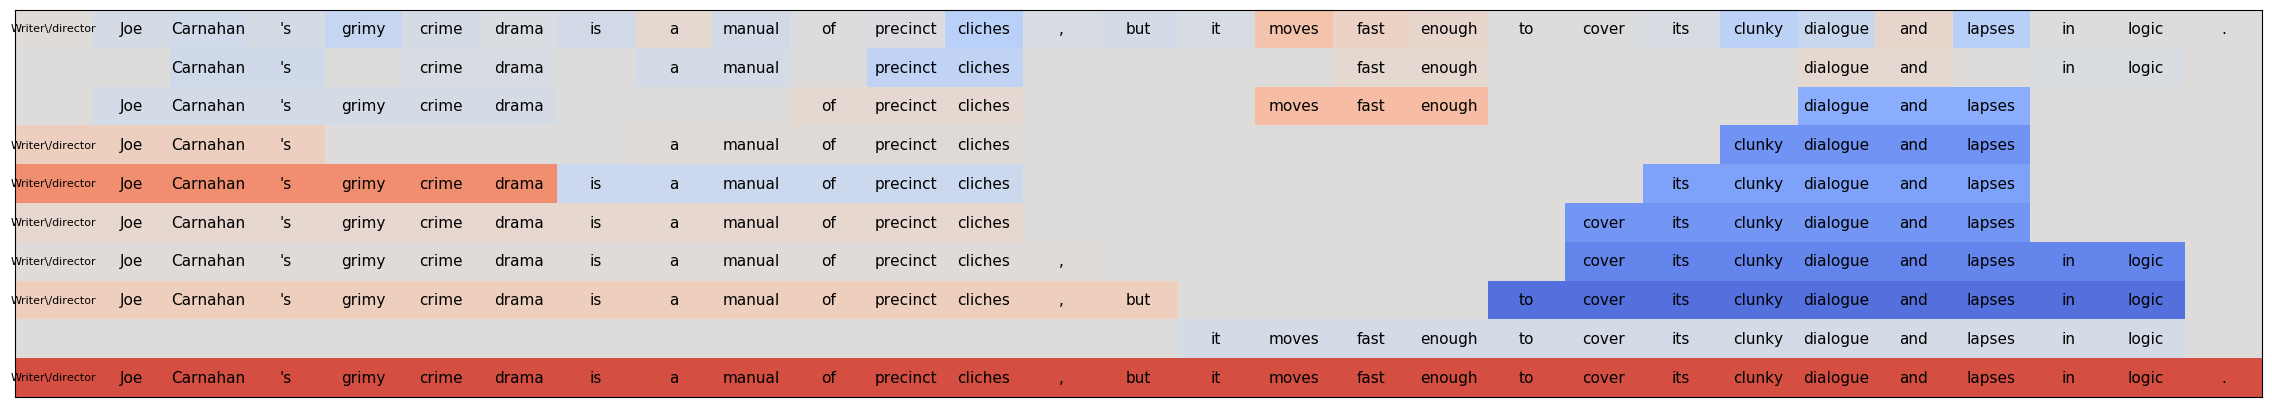 Writer\/director Joe Carnahan 's grimy crime drama is a manual of precinct cliches , but it moves fast enough to cover its clunky dialogue and lapses in logic .
Carnahan 's crime drama a manual precinct cliches fast enough dialogue and in logic
Joe Carnahan 's grimy crime drama of precinct cliches moves fast enough dialogue and lapses
Writer\/director Joe Carnahan 's a manual of precinct cliches clunky dialogue and lapses
Writer\/director Joe Carnahan 's grimy crime drama is a manual of precinct cliches its clunky dialogue and lapses
Writer\/director Joe Carnahan 's grimy crime drama is a manual of precinct cliches cover its clunky dialogue and lapses
Writer\/director Joe Carnahan 's grimy crime drama is a manual of precinct cliches , cover its clunky dialogue and lapses in logic
Writer\/director Joe Carnahan 's grimy crime drama is a manual of precinct cliches , but to cover its clunky dialogue and lapses in logic
it moves fast enough to cover its clunky dialogue and lapses in logic
Writer\/director Joe Carnahan 's grimy crime drama is a manual of precinct cliches , but it moves fast enough to cover its clunky dialogue and lapses in logic .